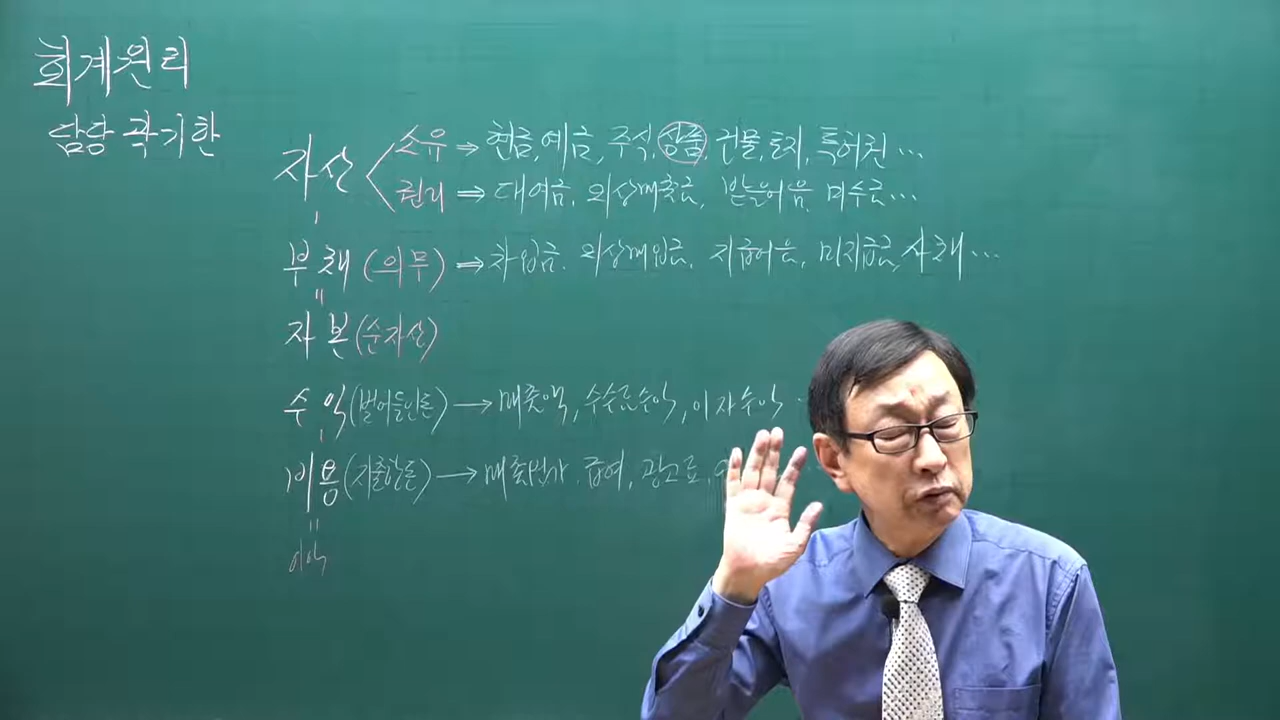 회계원리
담당 곽기한
자산 < 소유 ⇒ 현금, 예금, 주식, 상품, 건물, 토지, 특허권 …
권리 ⇒ 대여금, 외상매출금, 받을어음, 미수금 …
-
부채 (의무) ⇒ 차입금, 외상매입금, 지급어음, 미지급금, 사채 …
=
자본 (순자산)
수익 (벌어들인돈) → 매출액, 수수료수익, 이자수익
-
비용 (지출한돈) → 매출원가, 급여, 광고료,
=
이익